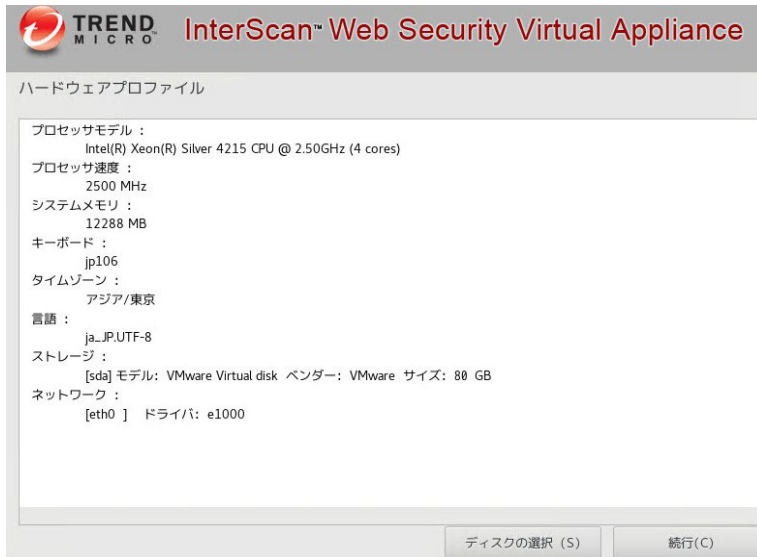 TREND MICRO™ InterScan™ Web Security Virtual Appliance
ハードウェアプロファイル
プロセッサモデル :
Intel(R) Xeon(R) Silver 4215 CPU @ 2.50GHz (4 cores)
プロセッサ速度 :
2500 MHz
システムメモリ :
12288 MB
キーボード :
jp106
タイムゾーン :
アジア/東京
言語 :
ja_JP.UTF-8
ストレージ :
[sda] モデル: VMware Virtual disk ベンダー: VMware サイズ: 80 GB
ネットワーク :
[eth0 ] ドライバ: e1000
ディスクの選択 (S) 続行(C)